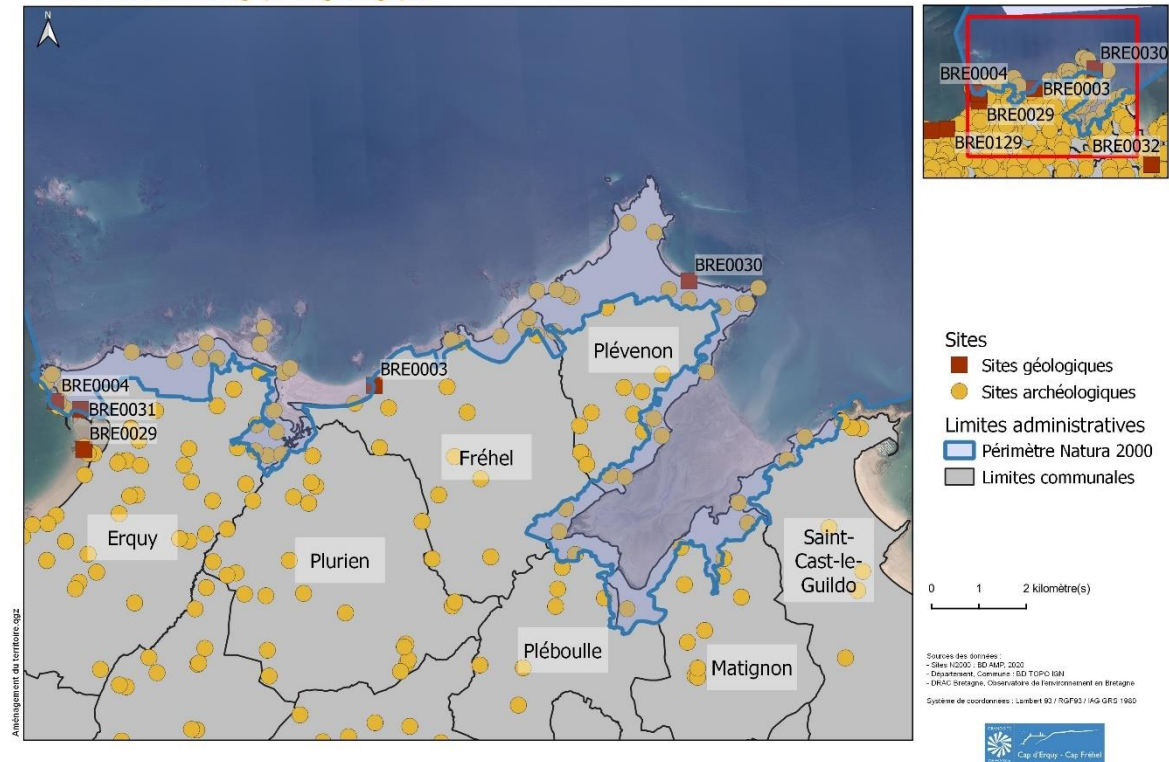 N
BRE0004
BRE0030
BRE0003
BRE0029
BRE0129
BRE0032
BRE0030
Plévenon
BRE0003
BRE0004
BRE0031
BRE0029
Fréhel
Erquy
Plurien
Saint-
Cast-le-
Guildo
Pléboulle
Matignon
Sites
Sites géologiques
Sites archéologiques
Limites administratives
Périmètre Natura 2000
Limites communales
0 1 2 kilomètre(s)
Aménagement du territoire.qgz
Sources des données :
- Sites N2000 : BD AMP, 2020
- Département, Commune : BD TOPO IGN
- DRAC Bretagne, Observatoire de l'environnement en Bretagne
Système de coordonnées : Lambert 93 / RGF93 / IAG GRS 1980
Cap d'Erquy - Cap Fréhel